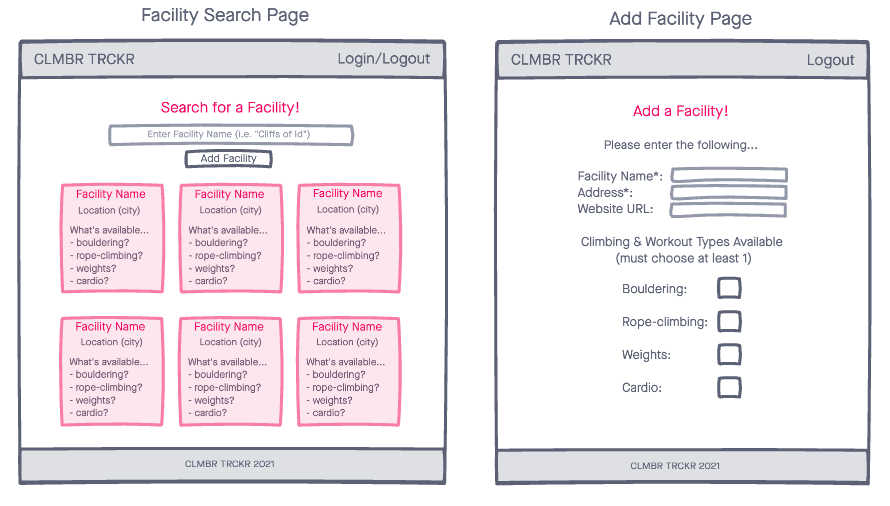 Facility Search Page
CLMBR TRCKR
Login/Logout
Search for a Facility!
Enter Facility Name (i.e. "Cliffs of Id")
Add Facility
Facility Name
Location (city)
What's available...
- bouldering?
- rope-climbing?
- weights?
- cardio?
Facility Name
Location (city)
What's available...
- bouldering?
- rope-climbing?
- weights?
- cardio?
Facility Name
Location (city)
What's available...
- bouldering?
- rope-climbing?
- weights?
- cardio?
Facility Name
Location (city)
What's available...
- bouldering?
- rope-climbing?
- weights?
- cardio?
Facility Name
Location (city)
What's available...
- bouldering?
- rope-climbing?
- weights?
- cardio?
Facility Name
Location (city)
What's available...
- bouldering?
- rope-climbing?
- weights?
- cardio?
CLMBR TRCKR 2021
Add Facility Page
CLMBR TRCKR
Logout
Add a Facility!
Please enter the following...
Facility Name*:
Address*:
Website URL:
Climbing & Workout Types Available
(must choose at least 1)
Bouldering:
Rope-climbing:
Weights:
Cardio:
CLMBR TRCKR 2021